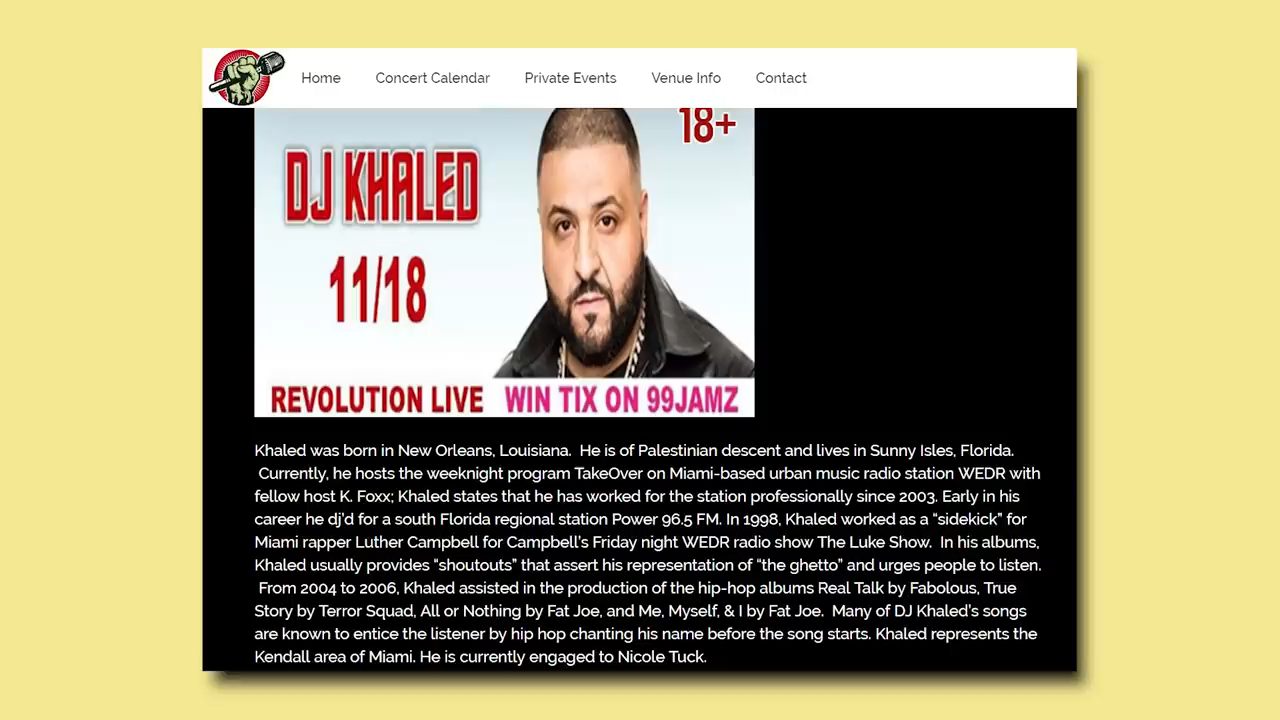 Home Concert Calendar Private Events Venue Info Contact
18+
DJ KHALED
11/18
REVOLUTION LIVE WIN TIX ON 99JAMZ
Khaled was born in New Orleans, Louisiana.  He is of Palestinian descent and lives in Sunny Isles, Florida.
Currently, he hosts the weeknight program TakeOver on Miami-based urban music radio station WEDR with
fellow host K. Foxx; Khaled states that he has worked for the station professionally since 2003. Early in his
career he dj’d for a south Florida regional station Power 96.5 FM. In 1998, Khaled worked as a “sidekick” for
Miami rapper Luther Campbell for Campbell’s Friday night WEDR radio show The Luke Show.  In his albums,
Khaled usually provides “shoutouts” that assert his representation of “the ghetto” and urges people to listen.
From 2004 to 2006, Khaled assisted in the production of the hip-hop albums Real Talk by Fabolous, True
Story by Terror Squad, All or Nothing by Fat Joe, and Me, Myself, & I by Fat Joe.  Many of DJ Khaled’s songs
are known to entice the listener by hip hop chanting his name before the song starts. Khaled represents the
Kendall area of Miami. He is currently engaged to Nicole Tuck.